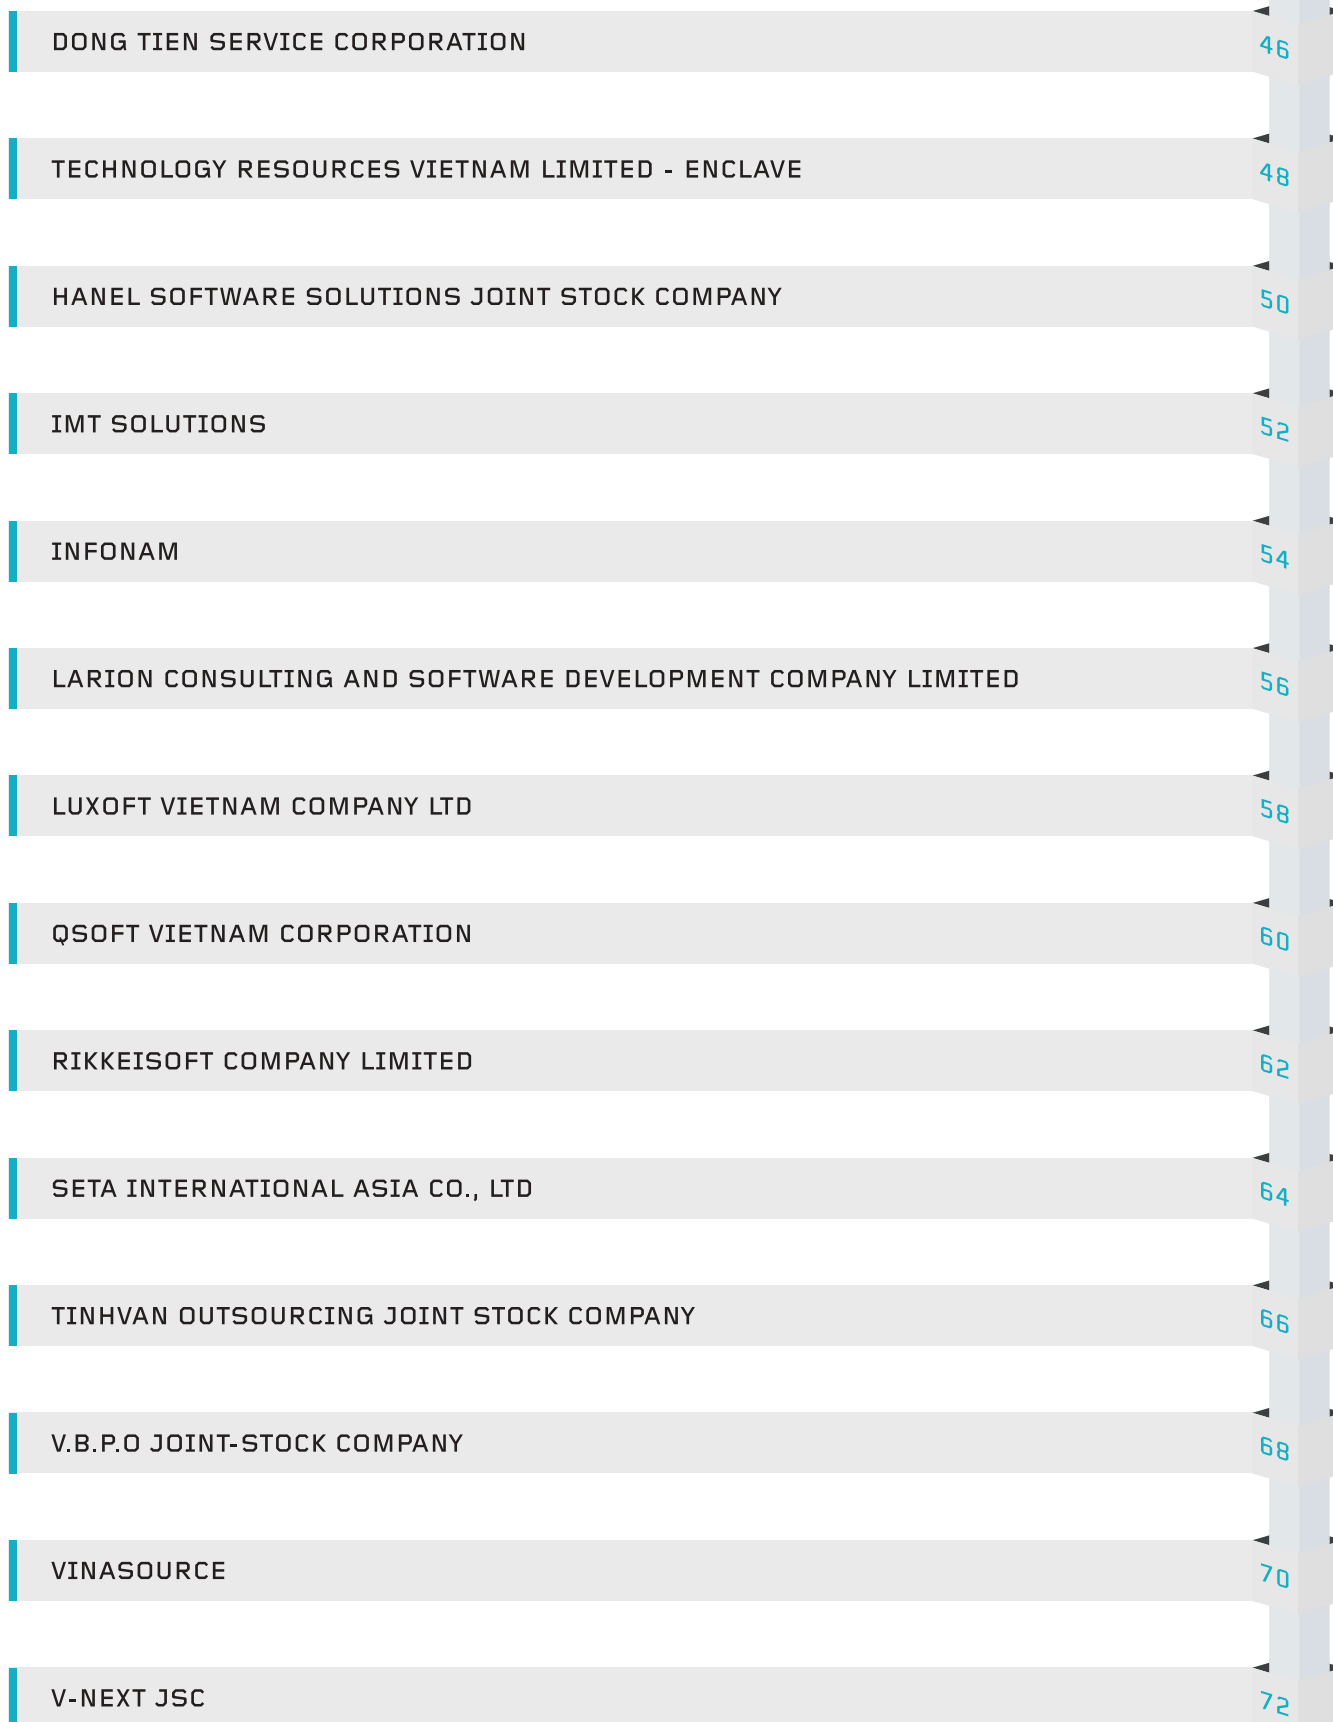 DONG TIEN SERVICE CORPORATION 46
TECHNOLOGY RESOURCES VIETNAM LIMITED - ENCLAVE 48
HANEL SOFTWARE SOLUTIONS JOINT STOCK COMPANY 50
IMT SOLUTIONS 52
INFONAM 54
LARION CONSULTING AND SOFTWARE DEVELOPMENT COMPANY LIMITED 56
LUXOFT VIETNAM COMPANY LTD 58
QSOFT VIETNAM CORPORATION 60
RIKKEISOFT COMPANY LIMITED 62
SETA INTERNATIONAL ASIA CO., LTD 64
TINHVAN OUTSOURCING JOINT STOCK COMPANY 66
V.B.P.O JOINT-STOCK COMPANY 68
VINASOURCE 70
V-NEXT JSC 72